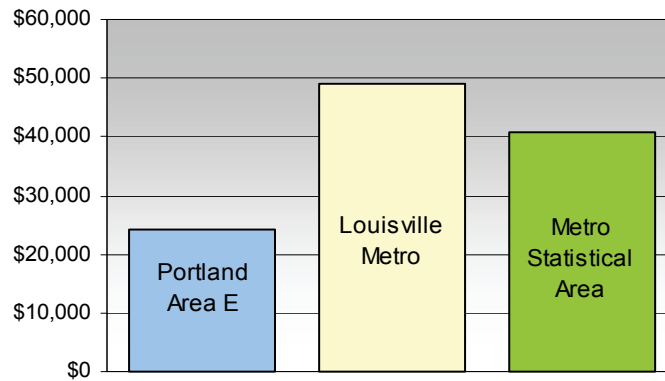 $60,000
$50,000
$40,000
$30,000
$20,000
$10,000
$0
Portland
Area E
Louisville
Metro
Metro
Statistical
Area